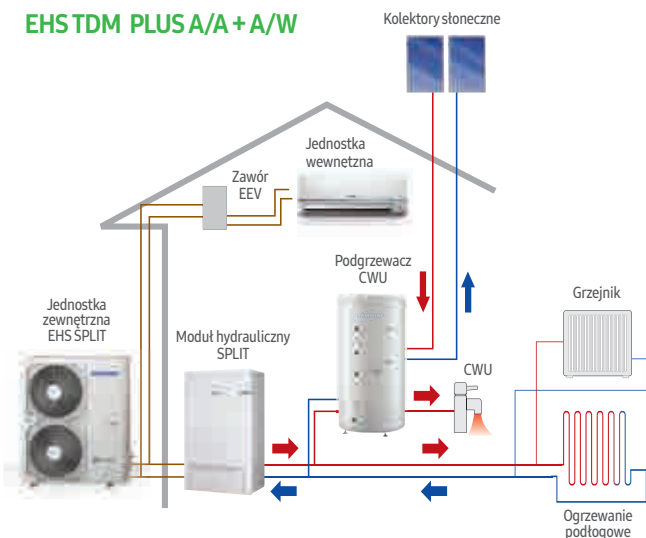 EHS TDM PLUS A/A + A/W
Kolektory słoneczne
Jednostka
wewnętzna
Zawór
EEV
Podgrzewacz
CWU
Grzejnik
Jednostka
zewnętrzna
EHS SPLIT
Moduł hydrauliczny
SPLIT
CWU
Ogrzewanie
podłogowe